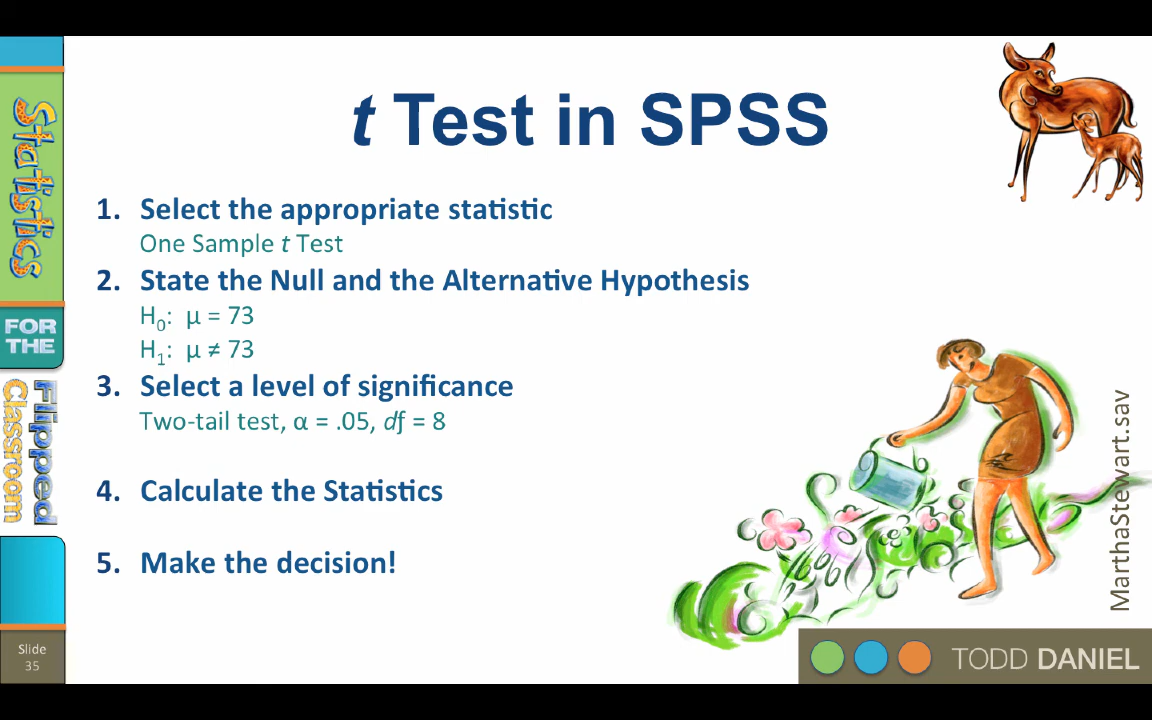 t Test in SPSS
1. Select the appropriate statistic
One Sample t Test
2. State the Null and the Alternative Hypothesis
H₀: μ = 73
H₁: μ ≠ 73
3. Select a level of significance
Two-tail test, α = .05, df = 8
4. Calculate the Statistics
5. Make the decision!
Statistics
FOR
THE
Flipped
Classroom
Slide
35
MarthaStewart.sav
TODD DANIEL